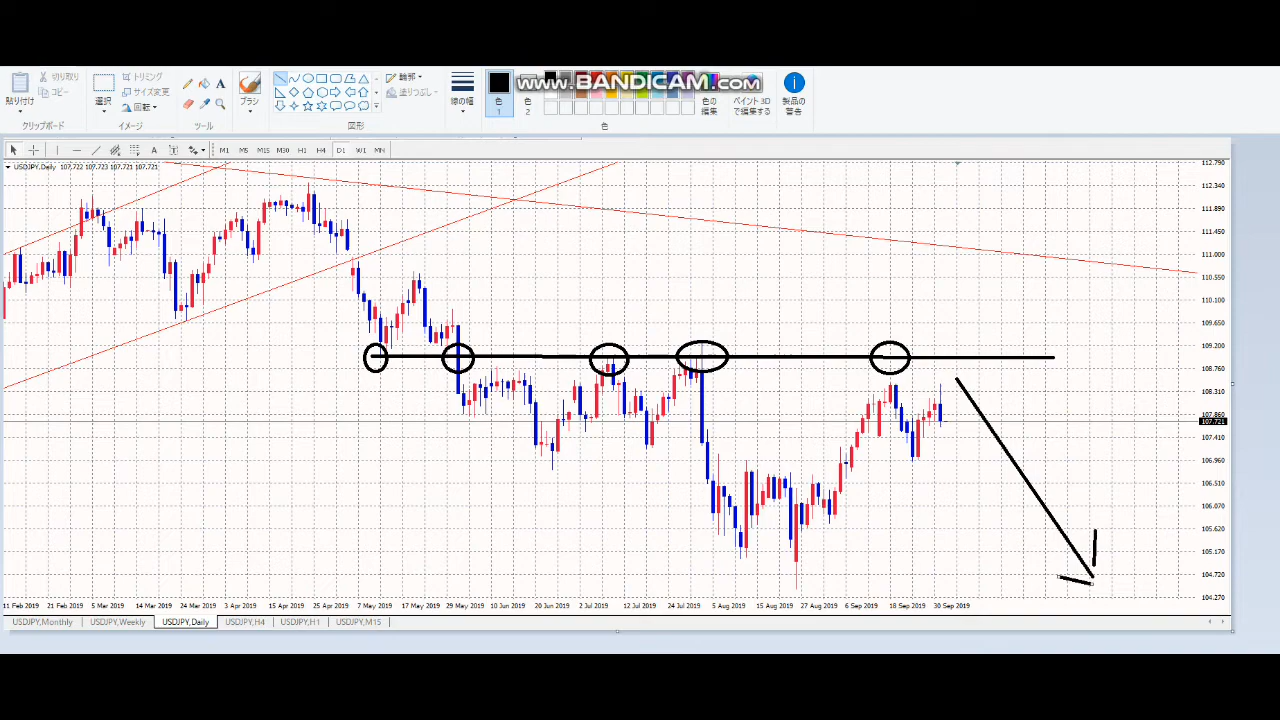 www.BANDICAM.com
貼り付け
切り取り
コピー
クリップボード
選択
トリミング
サイズ変更
回転
イメージ
ツール
ブラシ
輪郭
塗りつぶし
図形
線の幅
色
1
色
2
色の
編集
ペイント 3D
で編集する
製品の
警告
色
A T M1 M5 M15 M30 H1 H4 D1 W1 MN
USDJPY,Daily 107.722 107.723 107.721 107.721
112.790
112.340
111.890
111.450
111.000
110.550
110.100
109.650
109.200
108.760
108.310
107.860
107.721
107.410
106.960
106.510
106.070
105.620
105.170
104.720
104.270
11 Feb 2019 21 Feb 2019 5 Mar 2019 14 Mar 2019 24 Mar 2019 3 Apr 2019 15 Apr 2019 25 Apr 2019 7 May 2019 17 May 2019 29 May 2019 10 Jun 2019 20 Jun 2019 2 Jul 2019 12 Jul 2019 24 Jul 2019 5 Aug 2019 15 Aug 2019 27 Aug 2019 6 Sep 2019 18 Sep 2019 30 Sep 2019
USDJPY,Monthly USDJPY,Weekly USDJPY,Daily USDJPY,H4 USDJPY,H1 USDJPY,M15